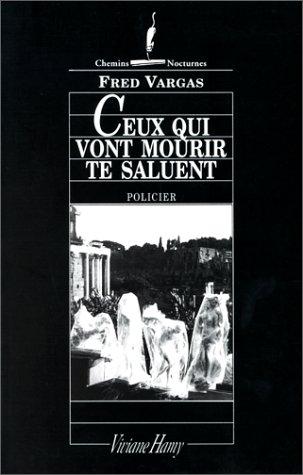 Chemins Nocturnes
FRED VARGAS
CEUX QUI
VONT MOURIR
TE SALUENT
POLICIER
Viviane Hamy